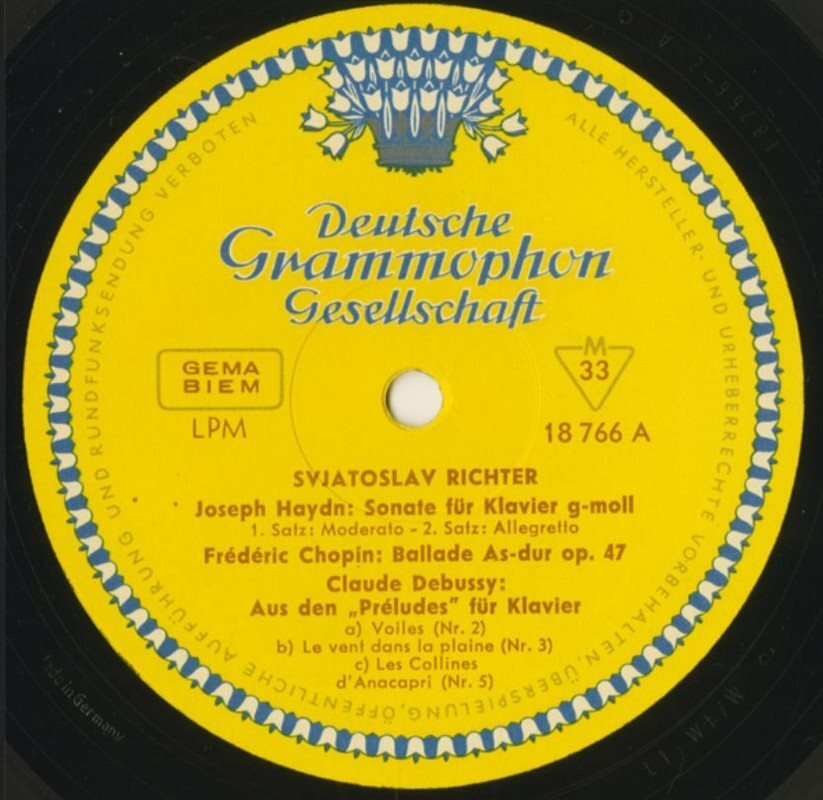 Deutsche
Grammophon
Gesellschaft
GEMA
BIEM
LPM
M
33
18 766 A
SVJATOSLAV RICHTER
Joseph Haydn: Sonate für Klavier g-moll
1. Satz: Moderato - 2. Satz: Allegretto
Frédéric Chopin: Ballade As-dur op. 47
Claude Debussy:
Aus den „Préludes” für Klavier
a) Voiles (Nr. 2)
b) Le vent dans la plaine (Nr. 3)
c) Les Collines
d'Anacapri (Nr. 5)
ALLE HERSTELLER- UND URHEBERRECHTE VORBEHALTEN, ÜBERSPIELUNG, ÖFFENTLICHE AUFFÜHRUNG UND RUNDFUNKSENDUNG VERBOTEN
Made in Germany